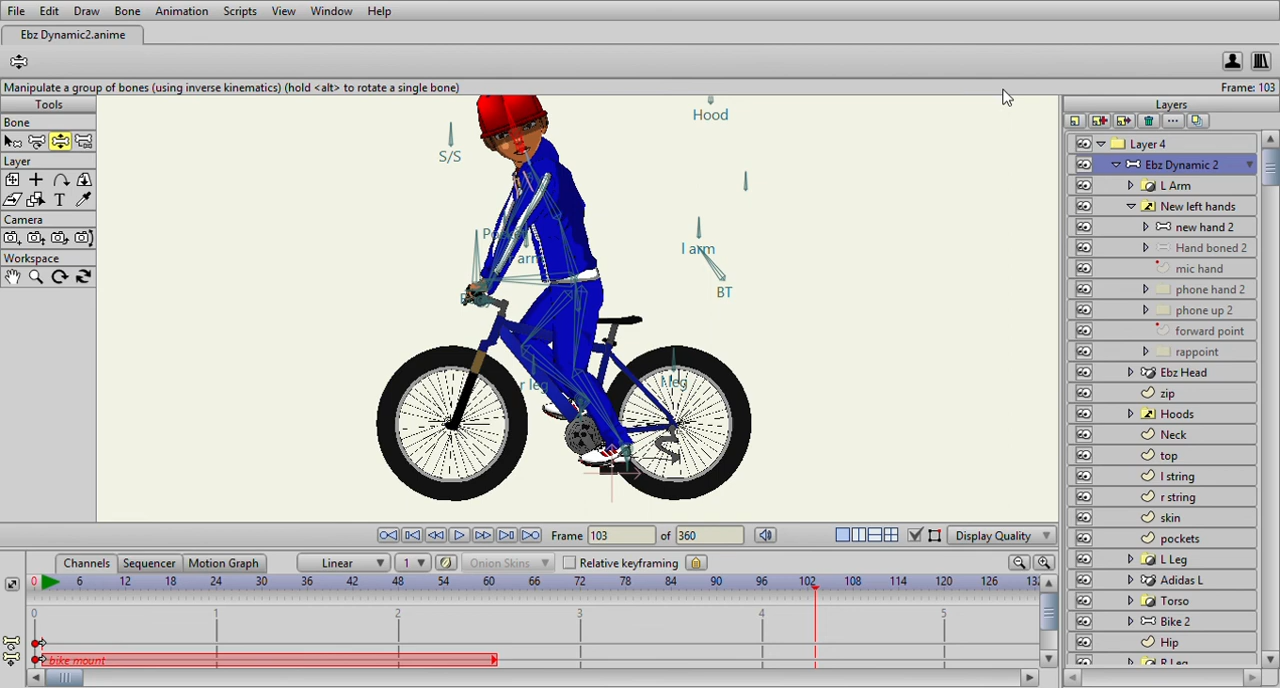 File Edit Draw Bone Animation Scripts View Window Help
Ebz Dynamic2.anime
Manipulate a group of bones (using inverse kinematics) (hold <alt> to rotate a single bone) Frame: 103
Tools
Bone
Layer
Camera
Workspace
Hood
S/S
l arm
BT
r leg
Layers
Layer 4
Ebz Dynamic 2
L Arm
New left hands
new hand 2
Hand boned 2
mic hand
phone hand 2
phone up 2
forward point
rappoint
Ebz Head
zip
Hoods
Neck
top
l string
r string
skin
pockets
L Leg
Adidas L
Torso
Bike 2
Hip
R Leg
Frame 103 of 360 Display Quality
Channels Sequencer Motion Graph Linear 1 Onion Skins Relative keyframing
0 6 12 18 24 30 36 42 48 54 60 66 72 78 84 90 96 102 108 114 120 126 132
0 1 2 3 4 5
bike mount